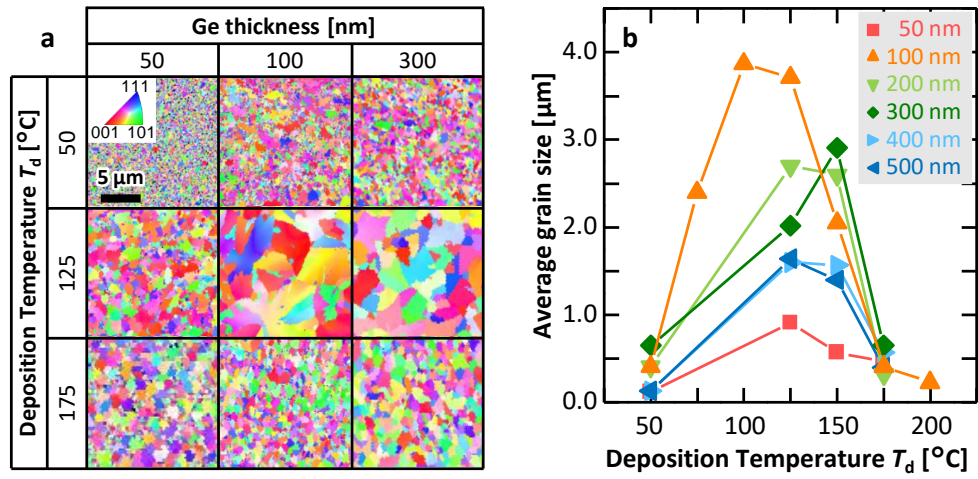 a
Ge thickness [nm]
50 100 300
Deposition Temperature Td [°C]
50
125
175
111
001 101
5 μm
b
Average grain size [μm]
4.0
3.0
2.0
1.0
0.0
50 nm
100 nm
200 nm
300 nm
400 nm
500 nm
50 100 150 200
Deposition Temperature Td [°C]